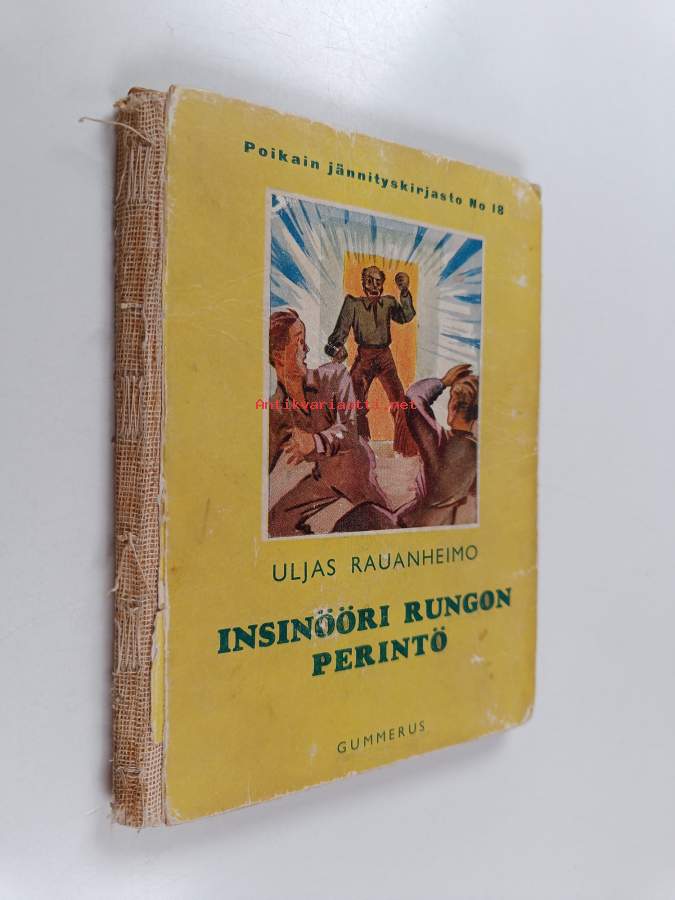 Poikain jännityskirjasto No 18
Antikvariaatti.net
ULJAS RAUANHEIMO
INSINÖÖRI RUNGON
PERINTÖ
GUMMERUS